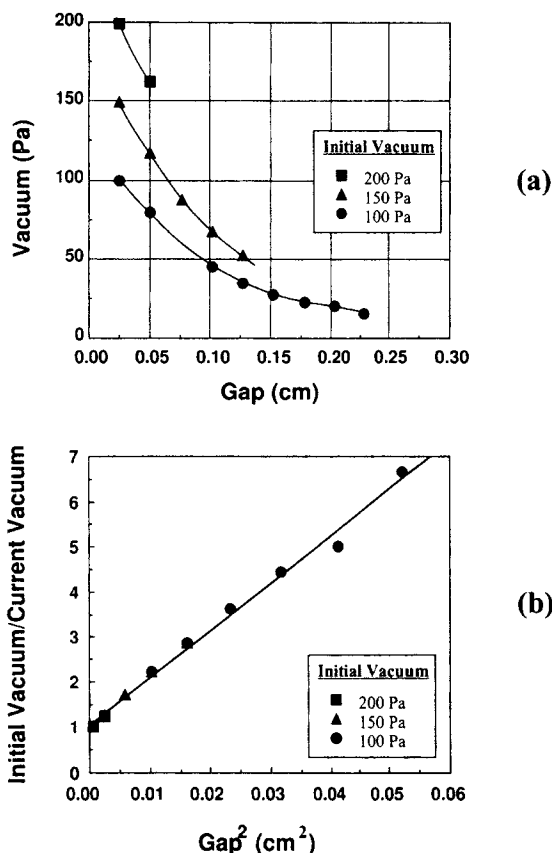 200
150
100
50
0
Vacuum (Pa)
Initial Vacuum
200 Pa
150 Pa
100 Pa
0.00 0.05 0.10 0.15 0.20 0.25 0.30
Gap (cm)
(a)
7
6
5
4
3
2
1
0
Initial Vacuum/Current Vacuum
Initial Vacuum
200 Pa
150 Pa
100 Pa
0.00 0.01 0.02 0.03 0.04 0.05 0.06
Gap² (cm²)
(b)